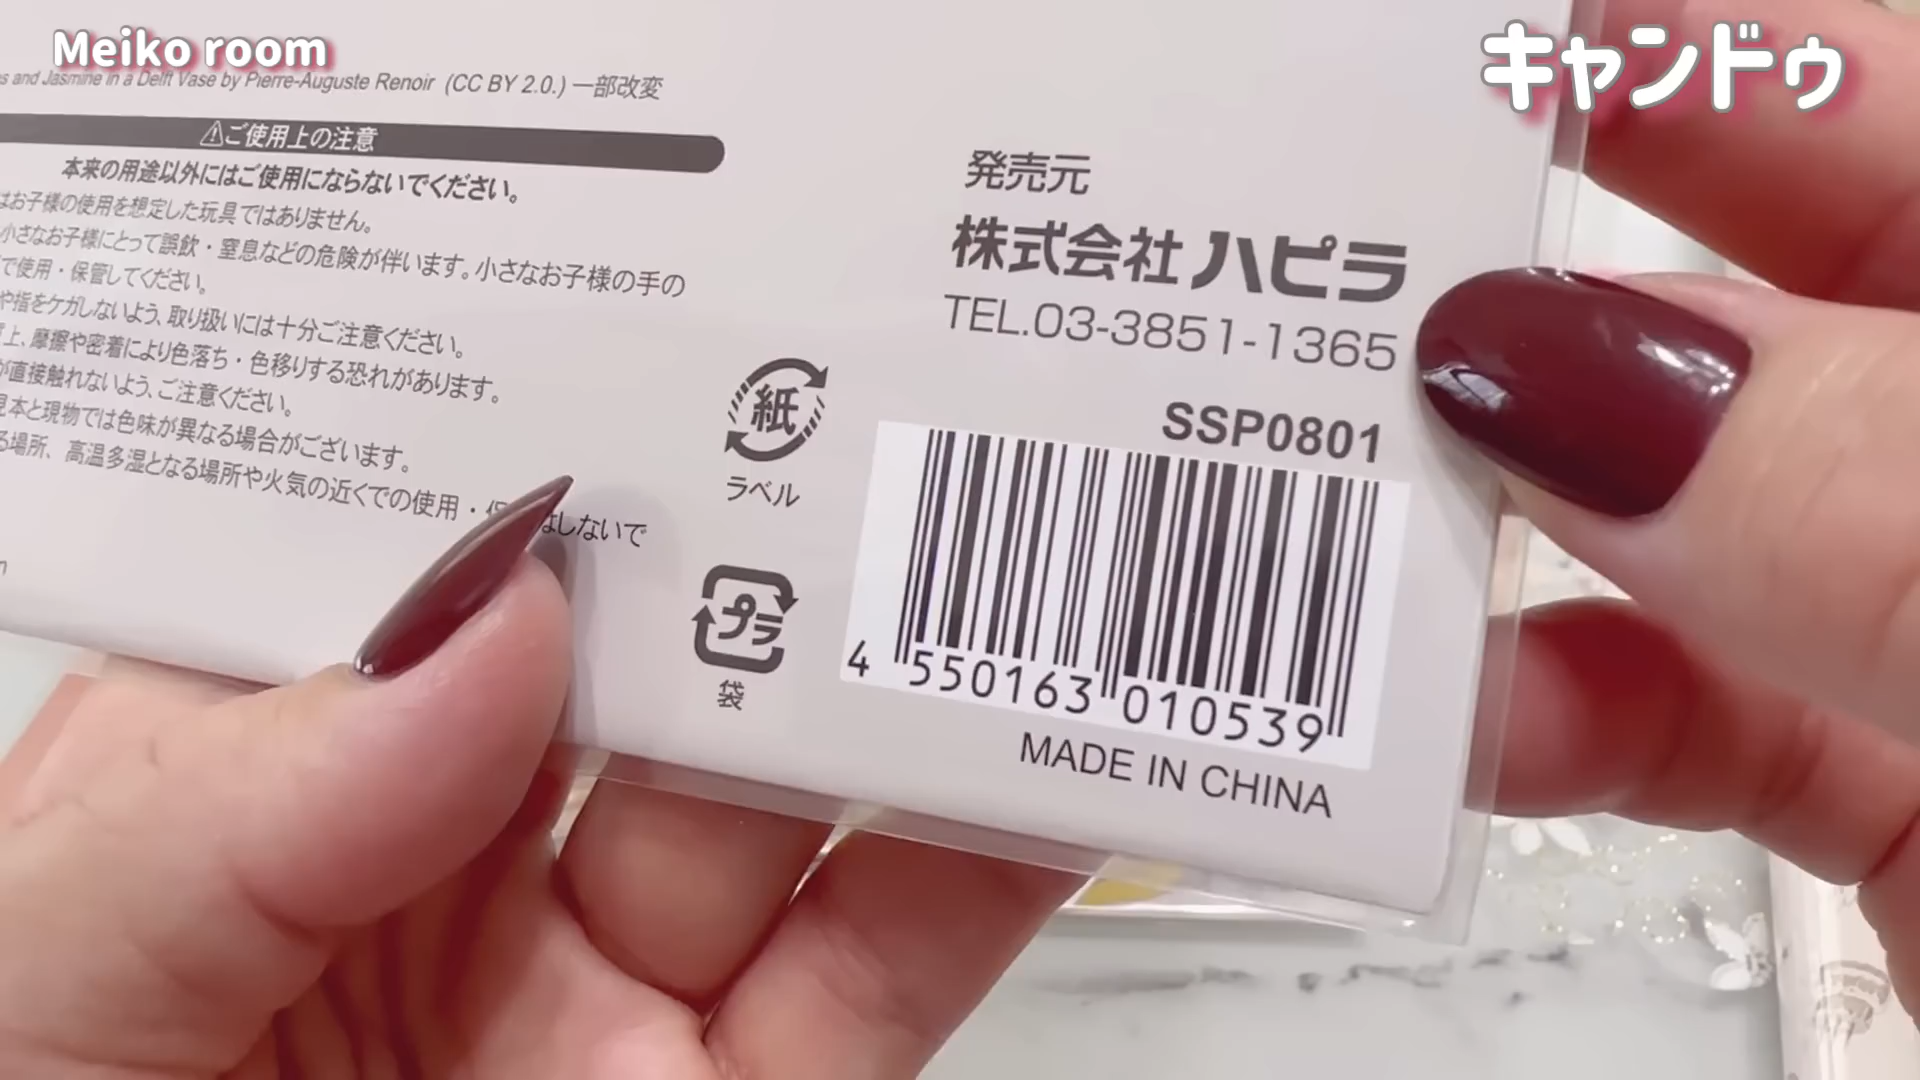 Meiko room
キャンドゥ
and Jasmine in a Delft Vase by Pierre-Auguste Renoir (CC BY 2.0.) 一部改変
⚠ご使用上の注意
本来の用途以外にはご使用にならないでください。
はお子様の使用を想定した玩具ではありません。
小さなお子様にとって誤飲・窒息などの危険が伴います。小さなお子様の手の
で使用・保管してください。
や指をケガしないよう、取り扱いには十分ご注意ください。
上、摩擦や密着により色落ち・色移りする恐れがあります。
が直接触れないよう、ご注意ください。
見本と現物では色味が異なる場合がございます。
る場所、高温多湿となる場所や火気の近くでの使用・保 はしないで
紙
ラベル
プラ
袋
発売元
株式会社ハピラ
TEL.03-3851-1365
SSP0801
4 550163 010539
MADE IN CHINA